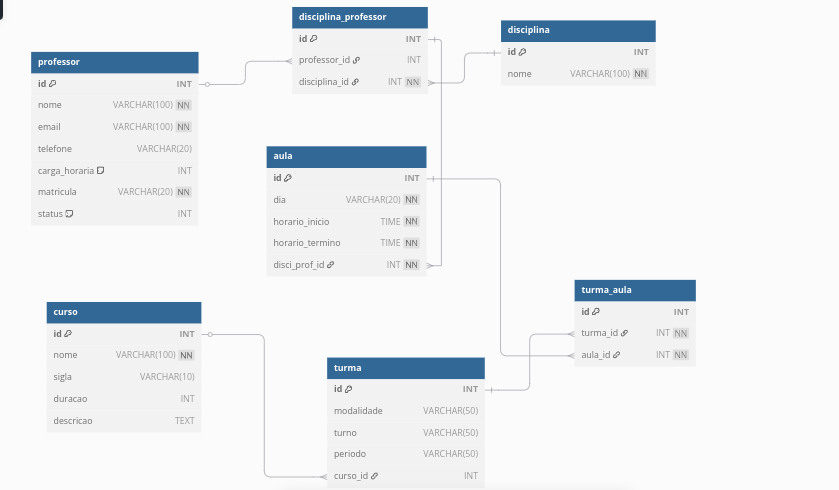 disciplina_professor
id INT
professor_id INT
disciplina_id INT NN
disciplina
id INT
nome VARCHAR(100) NN
professor
id INT
nome VARCHAR(100) NN
email VARCHAR(100) NN
telefone VARCHAR(20)
carga_horaria INT
matricula VARCHAR(20) NN
status INT
aula
id INT
dia VARCHAR(20) NN
horario_inicio TIME NN
horario_termino TIME NN
disci_prof_id INT NN
turma_aula
id INT
turma_id INT NN
aula_id INT NN
curso
id INT
nome VARCHAR(100) NN
sigla VARCHAR(10)
duracao INT
descricao TEXT
turma
id INT
modalidade VARCHAR(50)
turno VARCHAR(50)
periodo VARCHAR(50)
curso_id INT